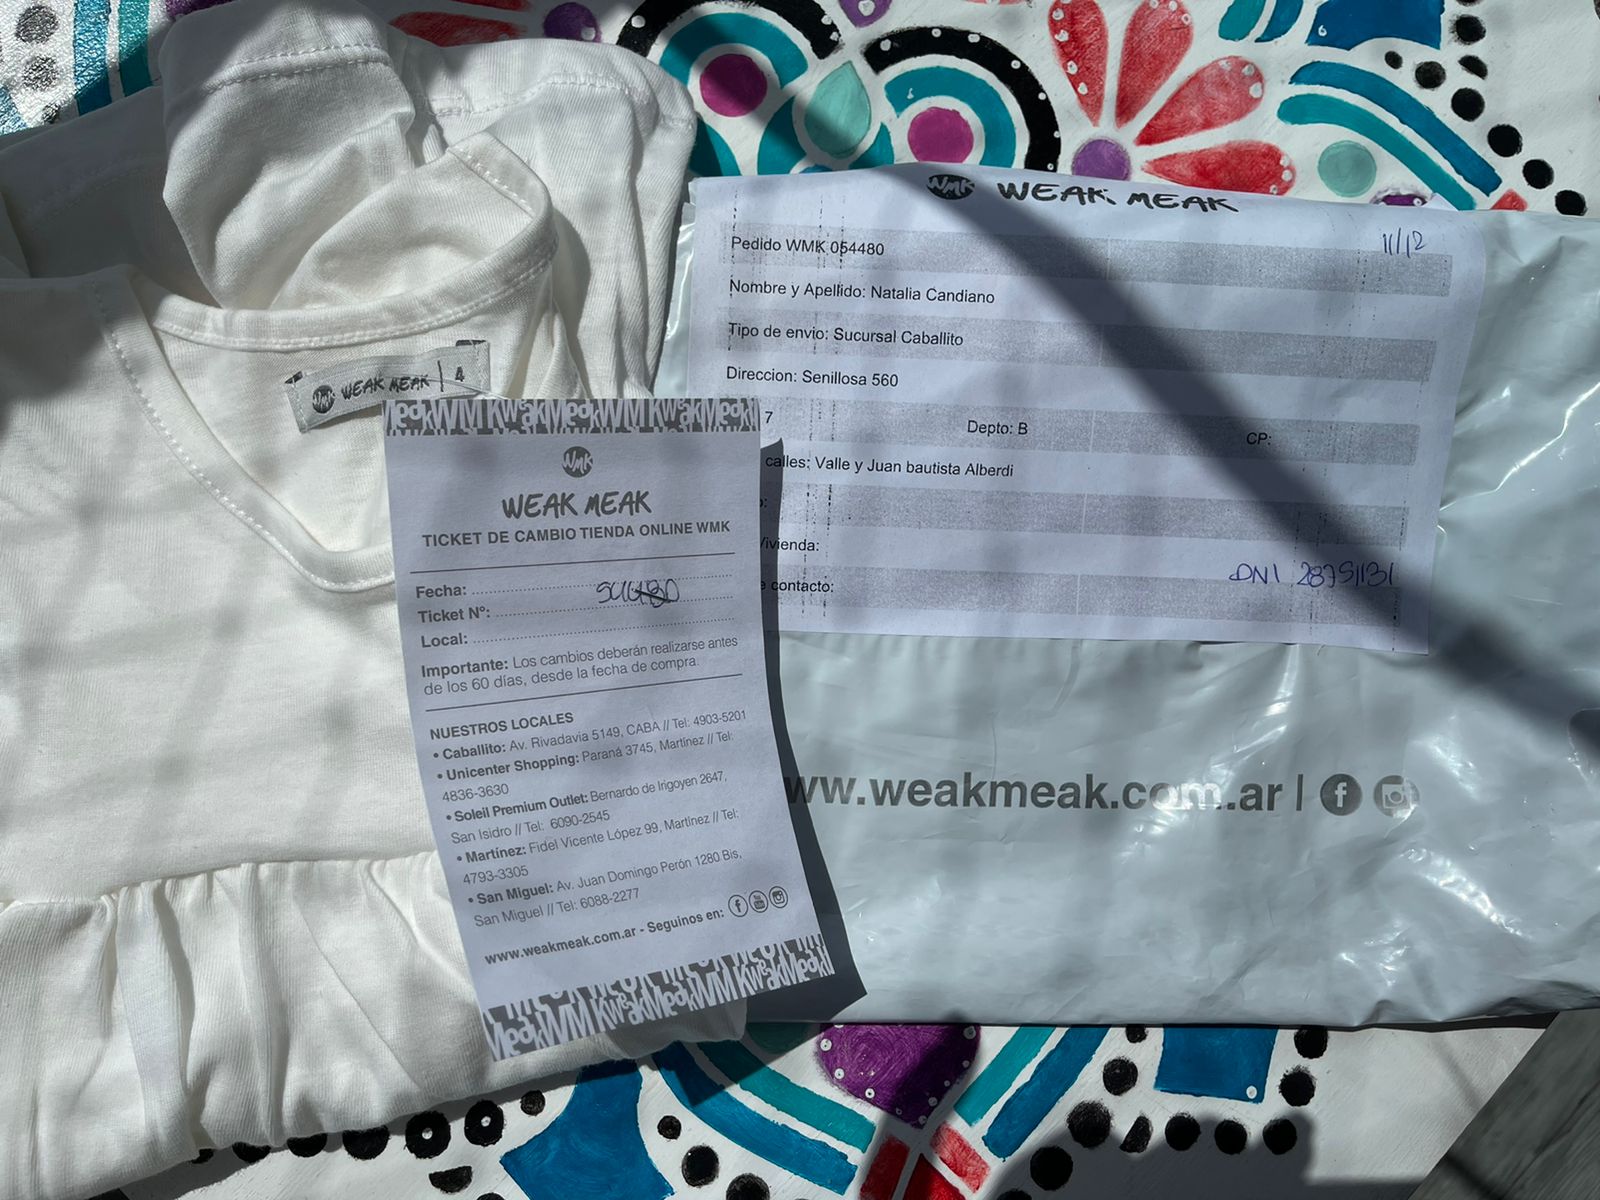 WMK WEAK MEAK | 4
WMK WEAK MEAK
Pedido WMK 054480
11/12
Nombre y Apellido: Natalia Candiano
Tipo de envio: Sucursal Caballito
Direccion: Senillosa 560
7 Depto: B CP:
calles: Valle y Juan bautista Alberdi
Vivienda:
contacto:
DNI 28751131
www.weakmeak.com.ar |
WMK
WEAK MEAK
TICKET DE CAMBIO TIENDA ONLINE WMK
Fecha:
Ticket Nº:
Local:
Importante: Los cambios deberán realizarse antes
de los 60 días, desde la fecha de compra.
NUESTROS LOCALES
• Caballito: Av. Rivadavia 5149, CABA // Tel: 4903-5201
• Unicenter Shopping: Paraná 3745, Martínez // Tel:
4836-3630
• Soleil Premium Outlet: Bernardo de Irigoyen 2647,
San Isidro // Tel: 6090-2545
• Martínez: Fidel Vicente López 99, Martínez // Tel:
4793-3305
• San Miguel: Av. Juan Domingo Perón 1280 Bis,
San Miguel // Tel: 6088-2277
www.weakmeak.com.ar - Seguinos en: